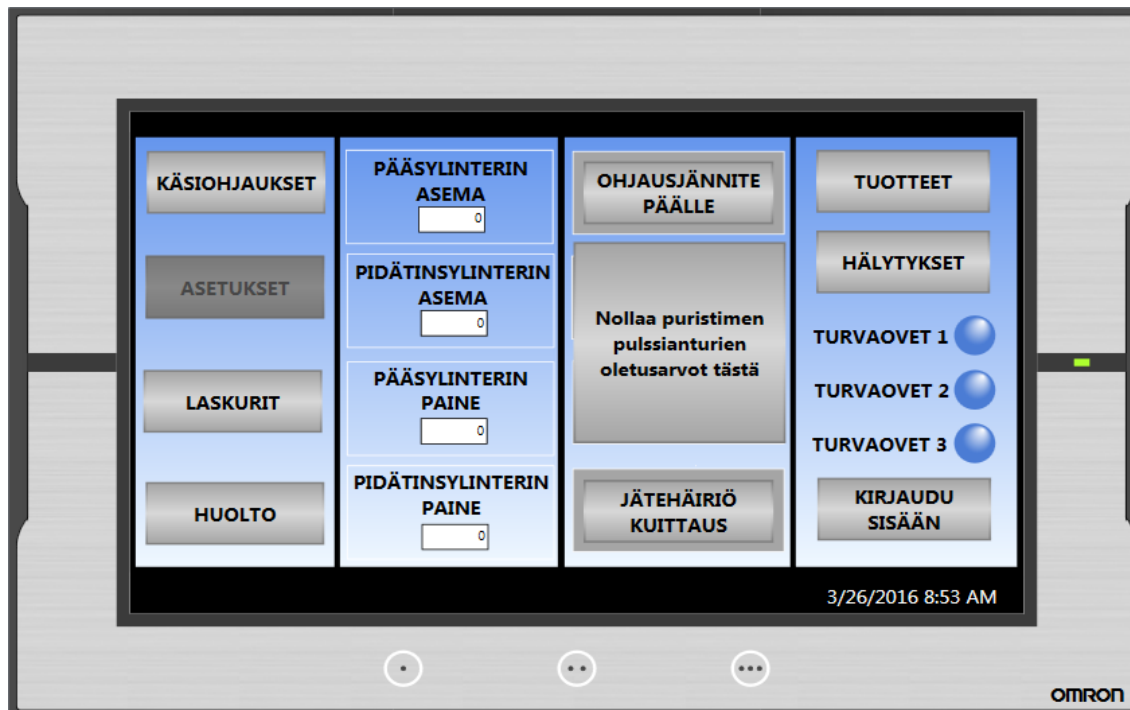 KÄSIOHJAUKSET
ASETUKSET
LASKURIT
HUOLTO
PÄÄSYLINTERIN
ASEMA
0
PIDÄTINSYLINTERIN
ASEMA
0
PÄÄSYLINTERIN
PAINE
0
PIDÄTINSYLINTERIN
PAINE
0
OHJAUSJÄNNITE
PÄÄLLE
Nollaa puristimen
pulssianturien
oletusarvot tästä
JÄTEHÄIRIÖ
KUITTAUS
TUOTTEET
HÄLYTYKSET
TURVAOVET 1
TURVAOVET 2
TURVAOVET 3
KIRJAUDU
SISÄÄN
3/26/2016 8:53 AM
OMRON